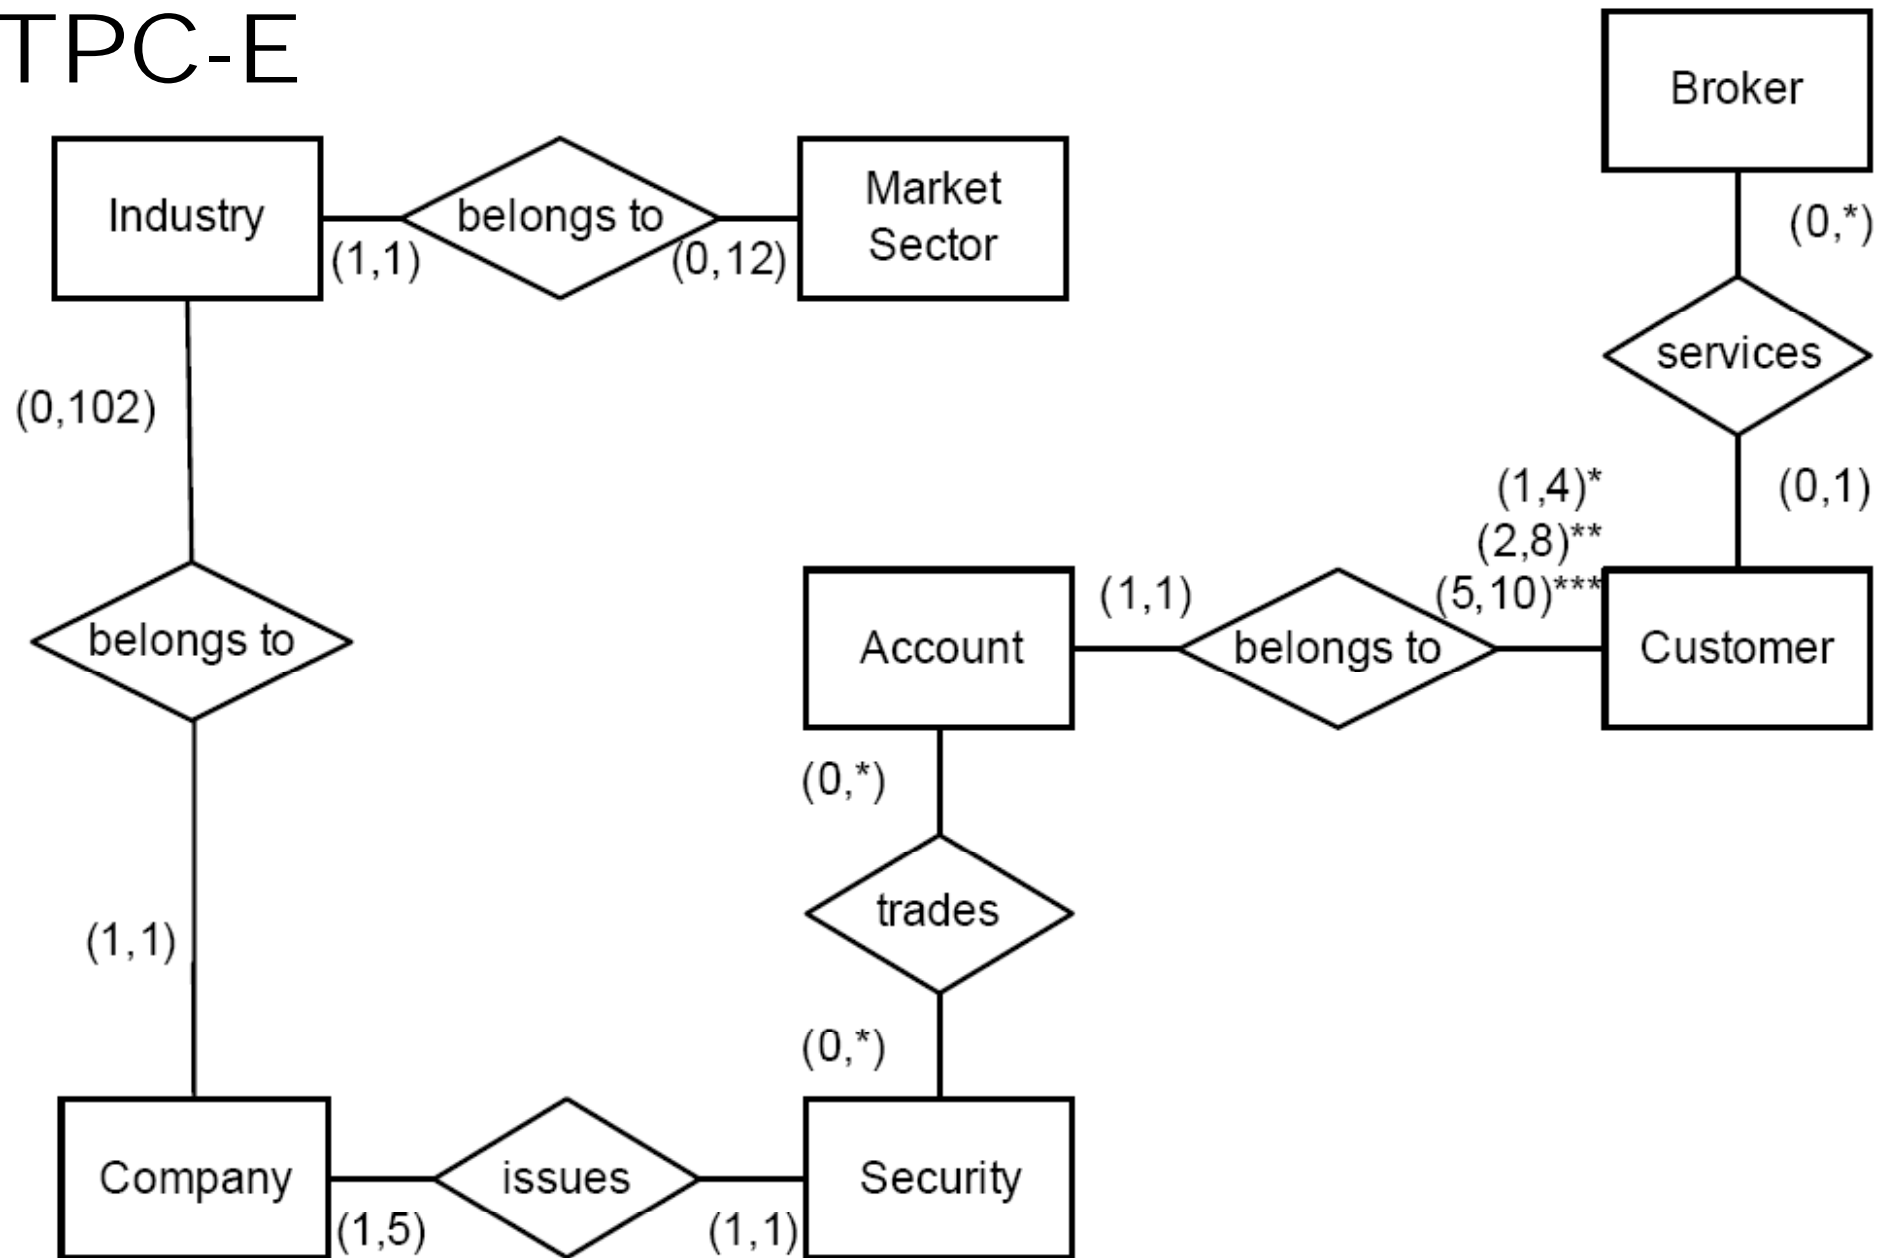 TPC-E
Broker
Industry
belongs to
Market
Sector
(1,1)
(0,12)
(0,*)
services
(0,102)
(0,1)
(1,4)*
(2,8)**
(5,10)***
(1,1)
Account
belongs to
Customer
belongs to
(0,*)
trades
(1,1)
(0,*)
Company
issues
Security
(1,5)
(1,1)